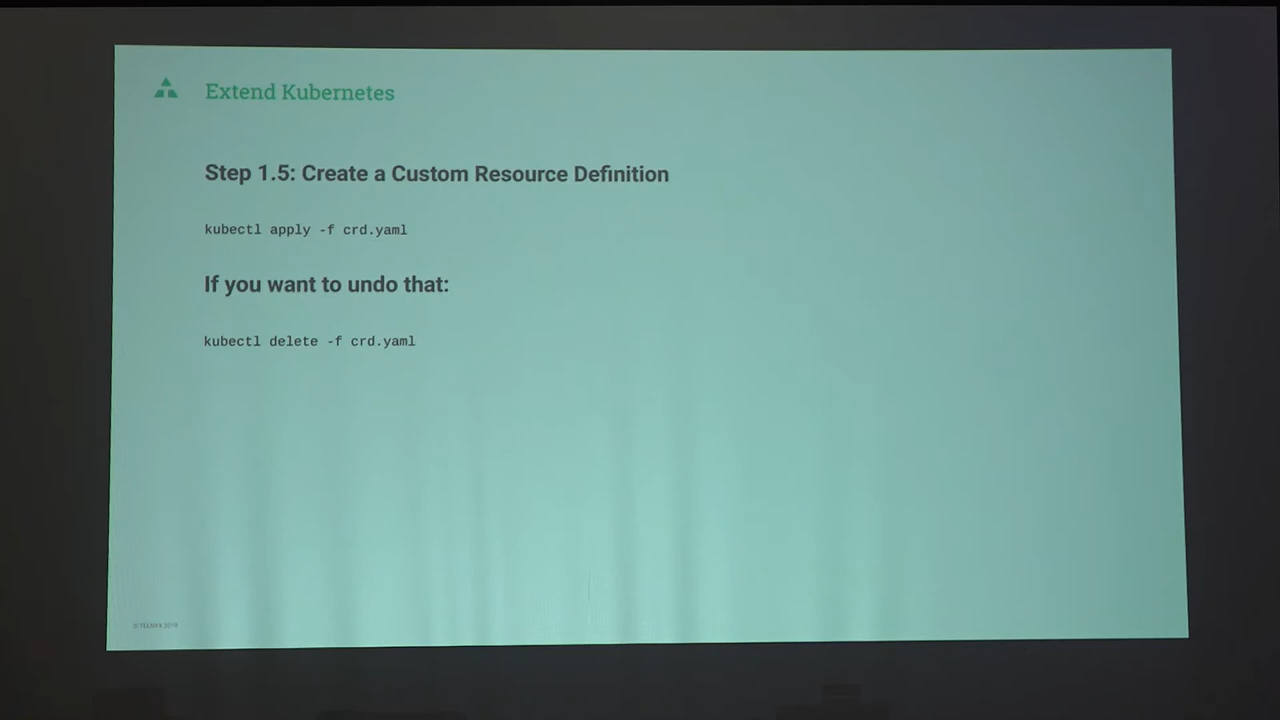 Extend Kubernetes
Step 1.5: Create a Custom Resource Definition
kubectl apply -f crd.yaml
If you want to undo that:
kubectl delete -f crd.yaml